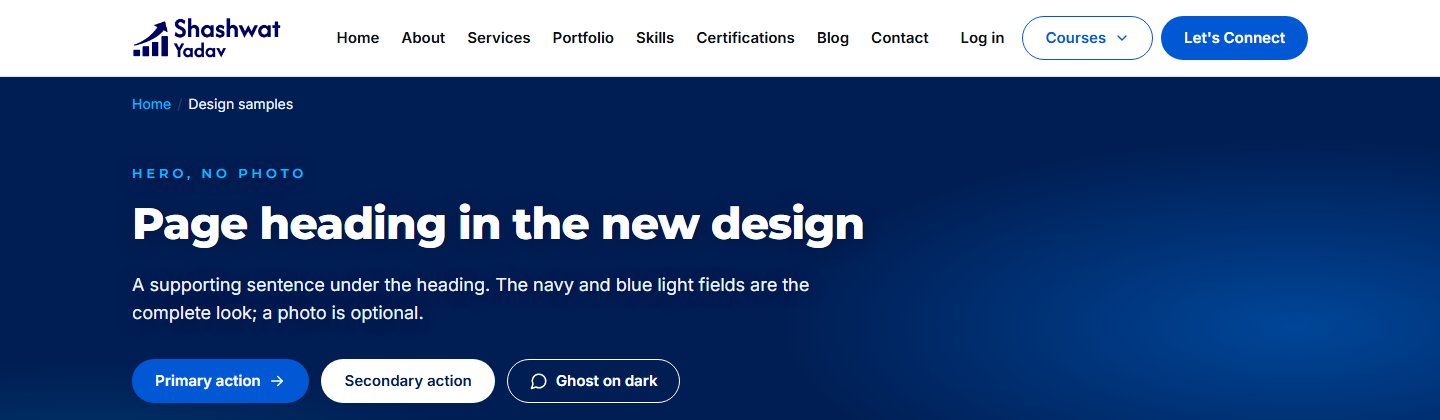 Shashwat
Yadav
Home About Services Portfolio Skills Certifications Blog Contact Log in Courses Let's Connect
Home / Design samples
HERO, NO PHOTO
Page heading in the new design
A supporting sentence under the heading. The navy and blue light fields are the
complete look; a photo is optional.
Primary action Secondary action Ghost on dark